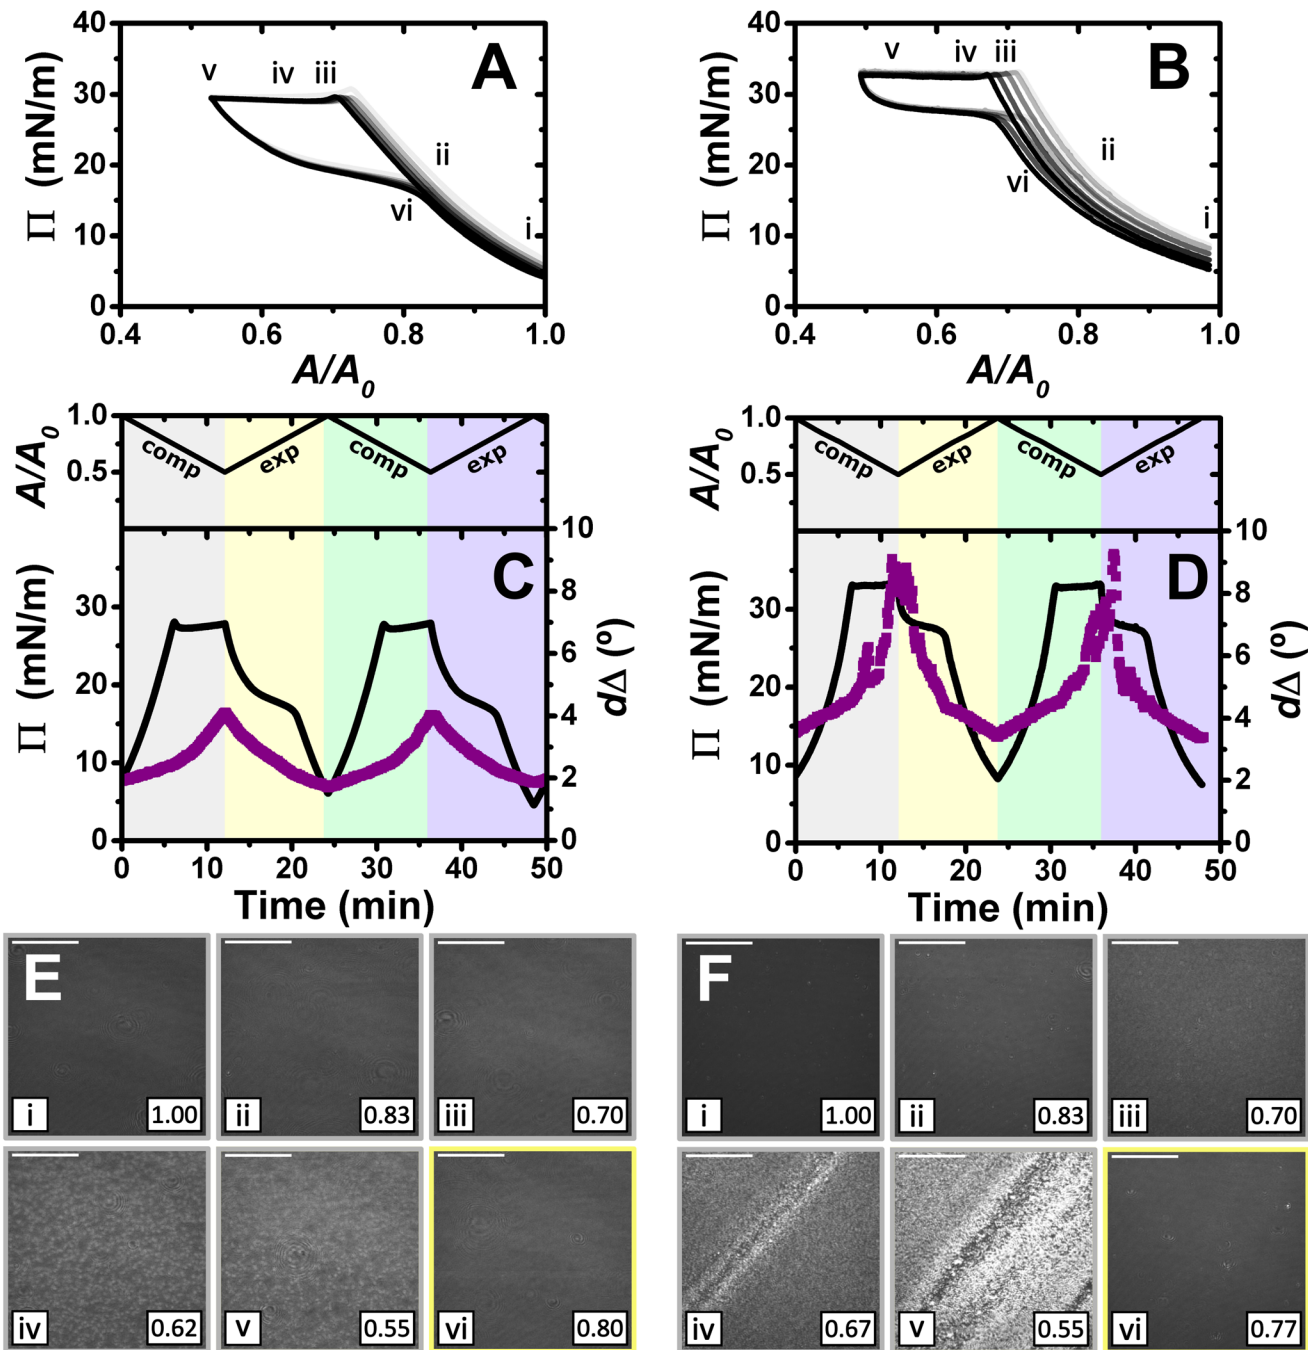 A
Π (mN/m)
40
30
20
10
0
v
iv
iii
ii
vi
i
0.4
0.6
0.8
1.0
A/A0
B
Π (mN/m)
40
30
20
10
0
v
iv
iii
ii
vi
i
0.4
0.6
0.8
1.0
A/A0
A/A0
1.0
0.5
comp
exp
comp
exp
C
Π (mN/m)
30
20
10
0
10
8
6
4
2
0
dΔ (º)
0
10
20
30
40
50
Time (min)
A/A0
1.0
0.5
comp
exp
comp
exp
D
Π (mN/m)
30
20
10
0
10
8
6
4
2
0
dΔ (º)
0
10
20
30
40
50
Time (min)
E
i
1.00
ii
0.83
iii
0.70
iv
0.62
v
0.55
vi
0.80
F
i
1.00
ii
0.83
iii
0.70
iv
0.67
v
0.55
vi
0.77